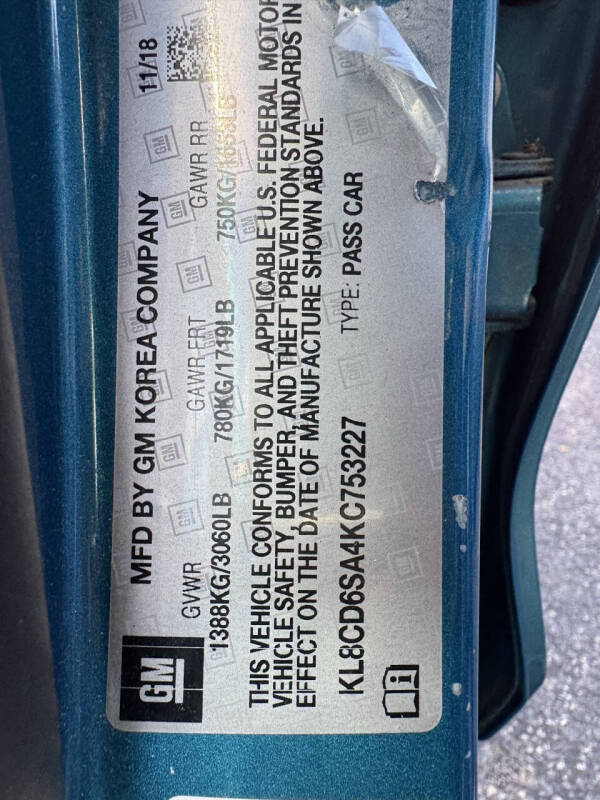 MFD BY GM KOREA COMPANY 11/18
GVWR GAWR FRT GAWR RR
1388KG/3060LB 780KG/1719LB 750KG/1653LB
THIS VEHICLE CONFORMS TO ALL APPLICABLE U.S. FEDERAL MOTOR
VEHICLE SAFETY, BUMPER, AND THEFT PREVENTION STANDARDS IN
EFFECT ON THE DATE OF MANUFACTURE SHOWN ABOVE.
KL8CD6SA4KC753227 TYPE: PASS CAR
GM